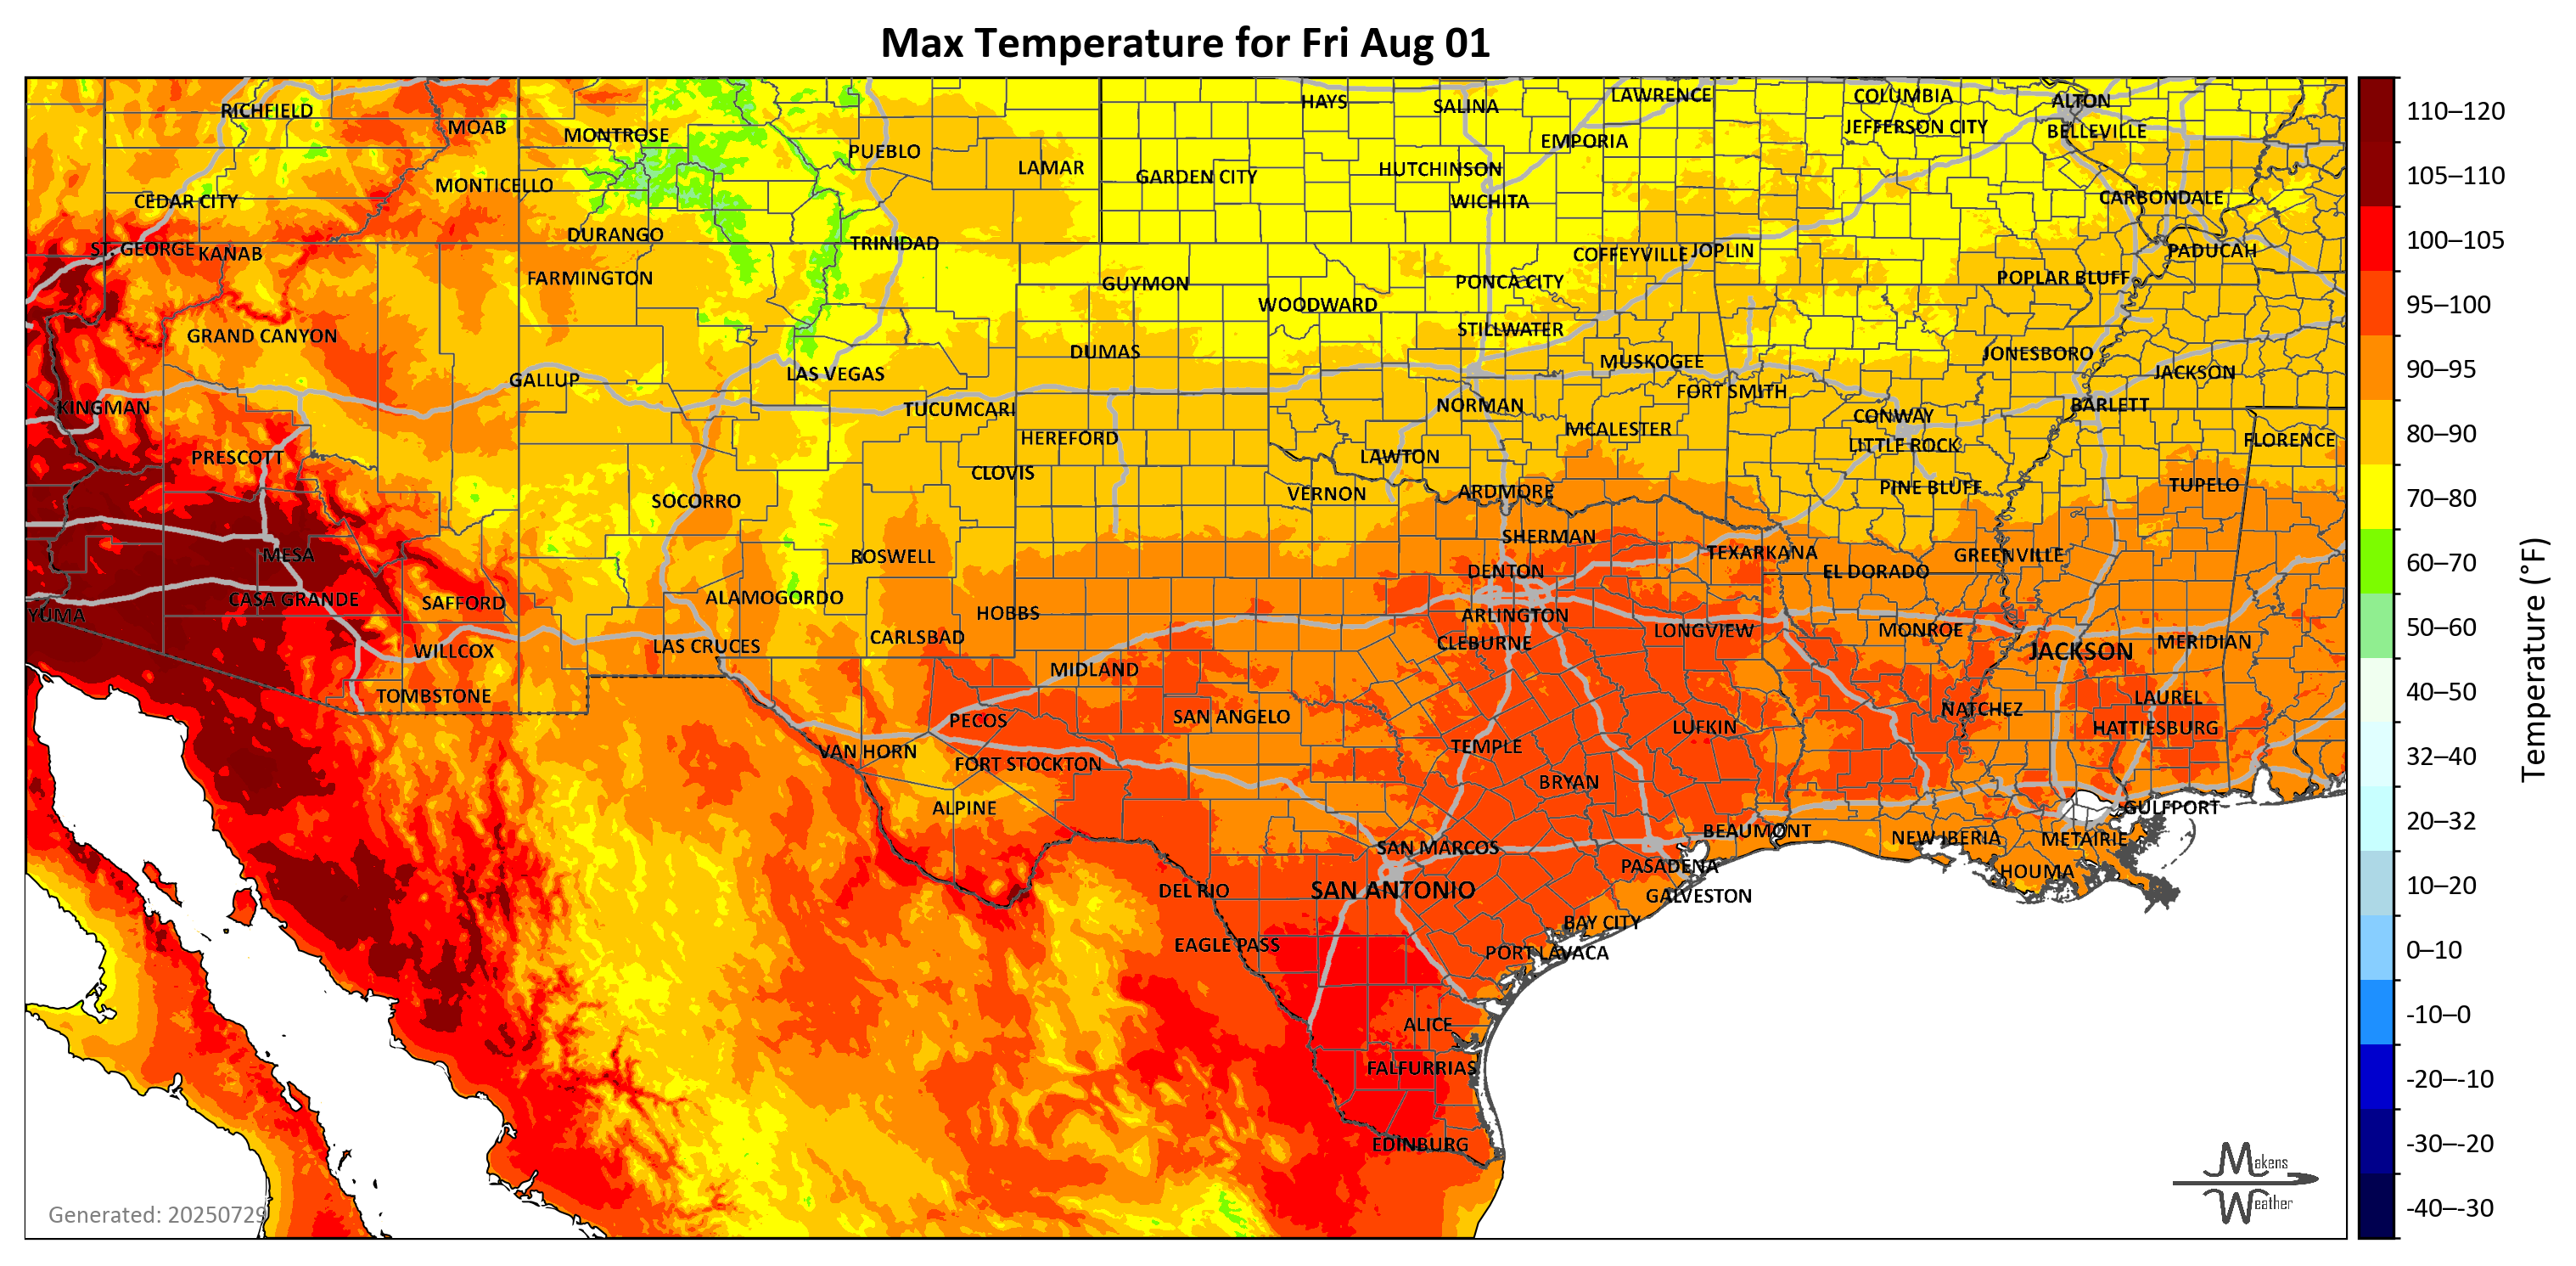 Max Temperature for Fri Aug 01
HAYS
SALINA
LAWRENCE
COLUMBIA
ALTON
RICHFIELD
MOAB
MONTROSE
PUEBLO
EMPORIA
JEFFERSON CITY
BELLEVILLE
LAMAR
GARDEN CITY
HUTCHINSON
MONTICELLO
CEDAR CITY
WICHITA
CARBONDALE
DURANGO
TRINIDAD
ST. GEORGE
KANAB
COFFEYVILLE
JOPLIN
PADUCAH
FARMINGTON
GUYMON
PONCA CITY
POPLAR BLUFF
WOODWARD
GRAND CANYON
STILLWATER
DUMAS
MUSKOGEE
JONESBORO
GALLUP
LAS VEGAS
FORT SMITH
JACKSON
KINGMAN
TUCUMCARI
NORMAN
CONWAY
BARLETT
HEREFORD
MCALESTER
LITTLE ROCK
FLORENCE
PRESCOTT
CLOVIS
LAWTON
SOCORRO
VERNON
ARDMORE
PINE BLUFF
TUPELO
MESA
ROSWELL
SHERMAN
TEXARKANA
GREENVILLE
DENTON
EL DORADO
CASA GRANDE
SAFFORD
ALAMOGORDO
YUMA
HOBBS
ARLINGTON
LAS CRUCES
CARLSBAD
CLEBURNE
LONGVIEW
MONROE
JACKSON
MERIDIAN
WILLCOX
MIDLAND
TOMBSTONE
LAUREL
PECOS
SAN ANGELO
NATCHEZ
LUFKIN
HATTIESBURG
VAN HORN
TEMPLE
FORT STOCKTON
BRYAN
ALPINE
GULFPORT
BEAUMONT
NEW IBERIA
METAIRIE
SAN MARCOS
PASADENA
HOUMA
DEL RIO
SAN ANTONIO
GALVESTON
BAY CITY
EAGLE PASS
PORT LAVACA
ALICE
FALFURRIAS
EDINBURG
Generated: 20250729
Makens
Weather
110–120
105–110
100–105
95–100
90–95
80–90
70–80
60–70
50–60
40–50
32–40
20–32
10–20
0–10
-10–0
-20–-10
-30–-20
-40–-30
Temperature (°F)